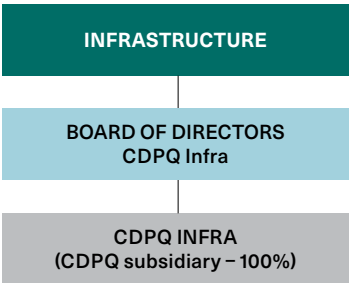 INFRASTRUCTURE
BOARD OF DIRECTORS
CDPQ Infra
CDPQ INFRA
(CDPQ subsidiary – 100%)